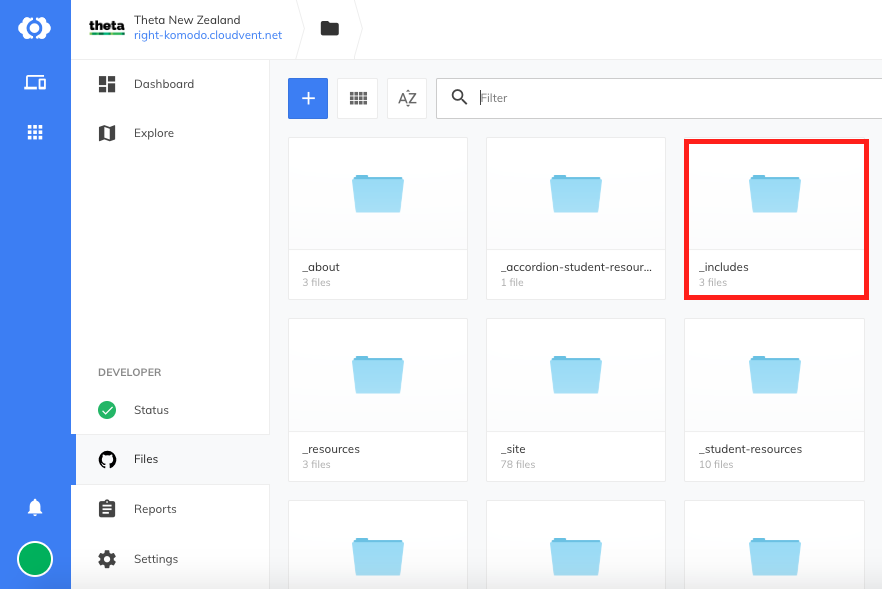 theta
Theta New Zealand
right-komodo.cloudvent.net
Dashboard
Explore
DEVELOPER
Status
Files
Reports
Settings
+
AZ
Filter
_about
3 files
_accordion-student-resour...
1 file
_includes
3 files
_resources
3 files
_site
78 files
_student-resources
10 files